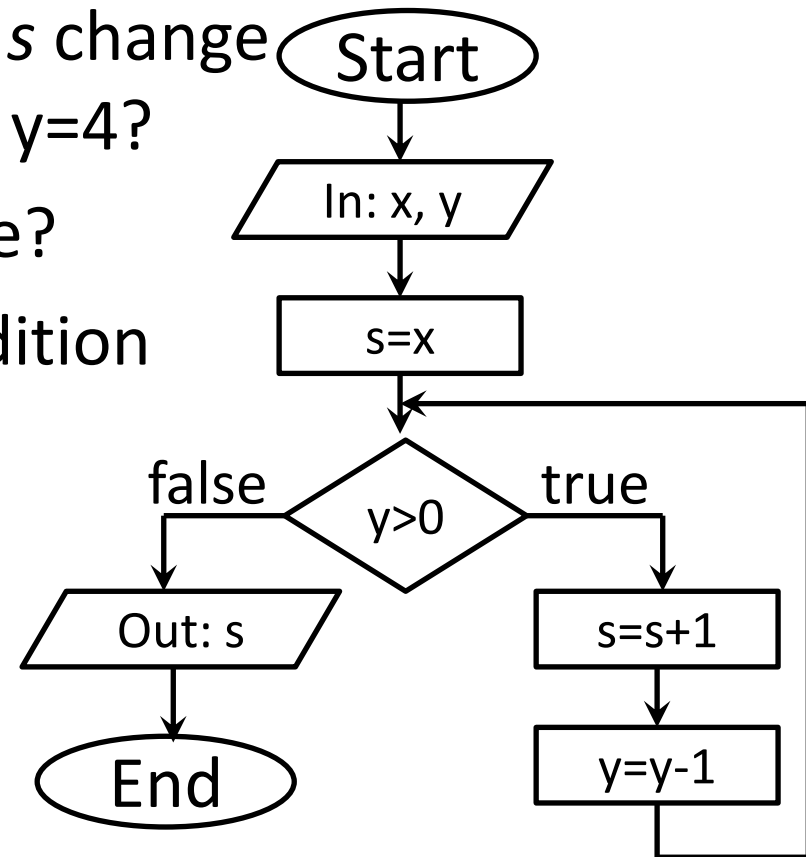 s change
y=4?
e?
dition
Start
In: x, y
s=x
y>0
false
true
Out: s
s=s+1
y=y-1
End